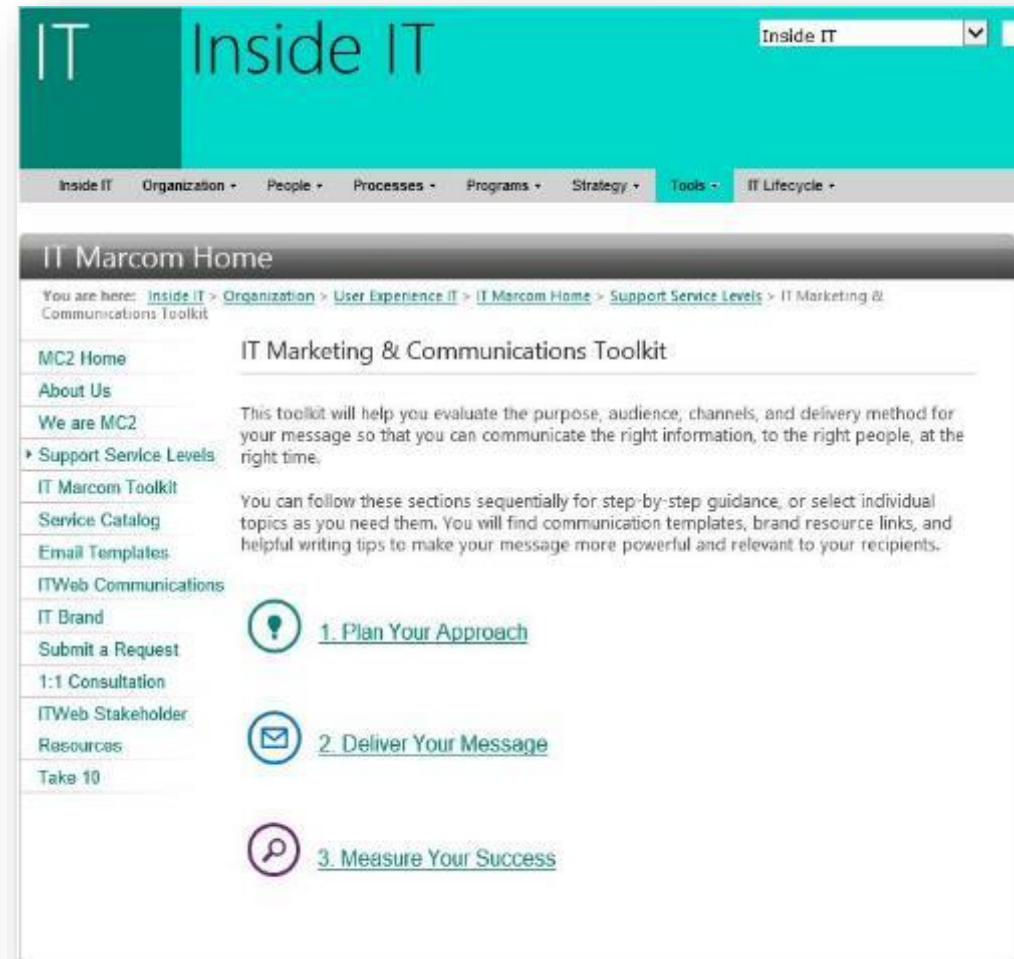 IT Inside IT
Inside IT
Inside IT Organization People Processes Programs Strategy Tools IT Lifecycle
IT Marcom Home
You are here: Inside IT > Organization > User Experience IT > IT Marcom Home > Support Service Levels > IT Marketing &
Communications Toolkit
MC2 Home
About Us
We are MC2
Support Service Levels
IT Marcom Toolkit
Service Catalog
Email Templates
ITWeb Communications
IT Brand
Submit a Request
1:1 Consultation
ITWeb Stakeholder
Resources
Take 10
IT Marketing & Communications Toolkit
This toolkit will help you evaluate the purpose, audience, channels, and delivery method for
your message so that you can communicate the right information, to the right people, at the
right time.
You can follow these sections sequentially for step-by-step guidance, or select individual
topics as you need them. You will find communication templates, brand resource links, and
helpful writing tips to make your message more powerful and relevant to your recipients.
1. Plan Your Approach
2. Deliver Your Message
3. Measure Your Success